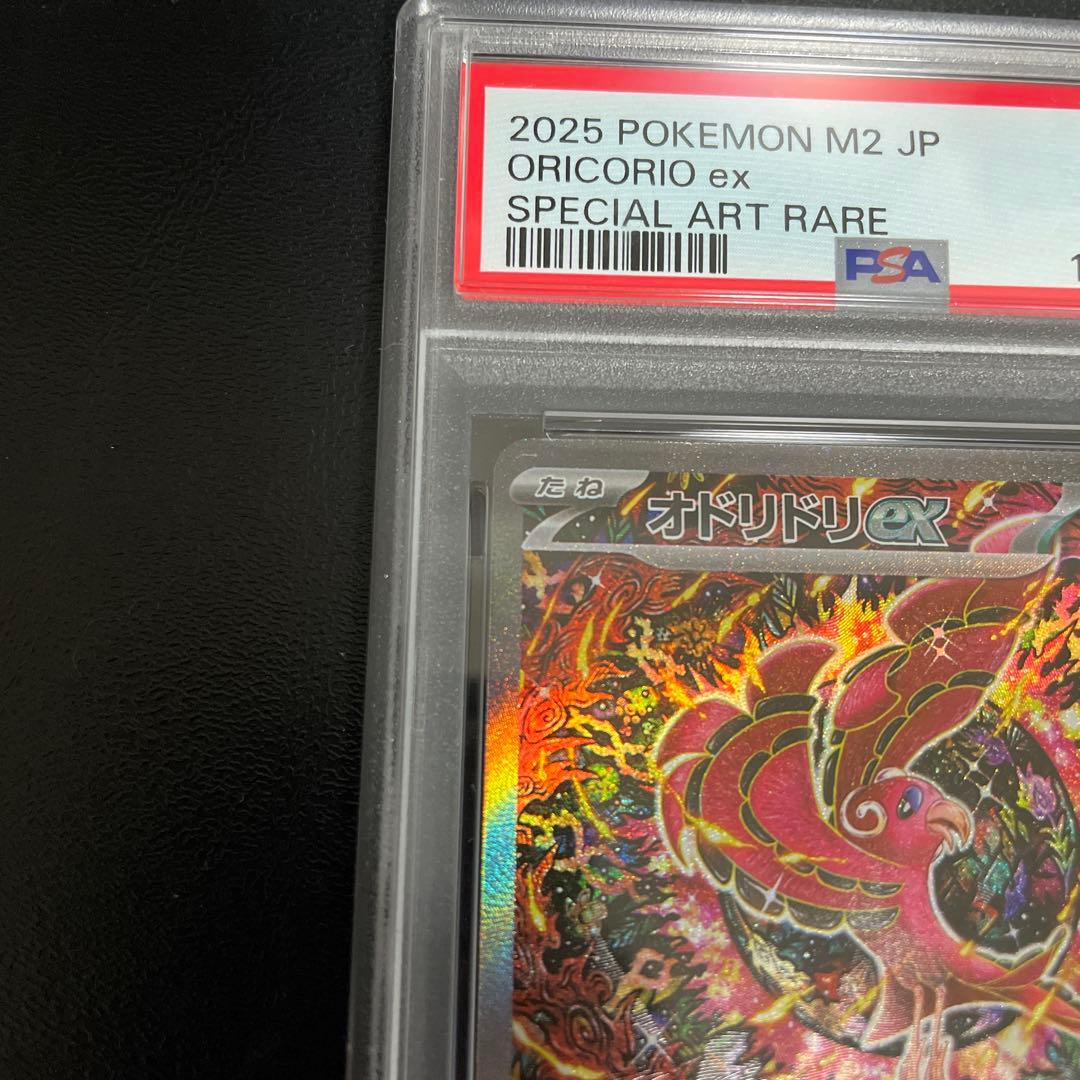 2025 POKEMON M2 JP
ORICORIO ex
SPECIAL ART RARE
PSA
たね
オドリドリex